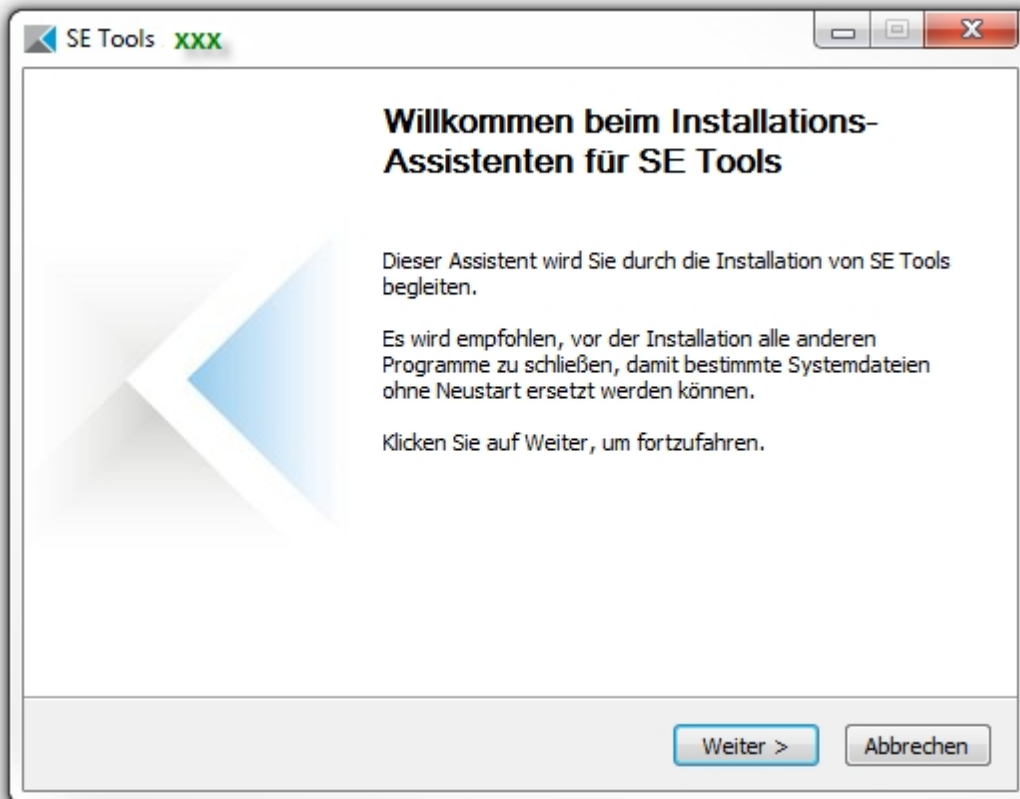 SE Tools xxx
Willkommen beim Installations-
Assistenten für SE Tools
Dieser Assistent wird Sie durch die Installation von SE Tools
begleiten.
Es wird empfohlen, vor der Installation alle anderen
Programme zu schließen, damit bestimmte Systemdateien
ohne Neustart ersetzt werden können.
Klicken Sie auf Weiter, um fortzufahren.
Weiter > Abbrechen